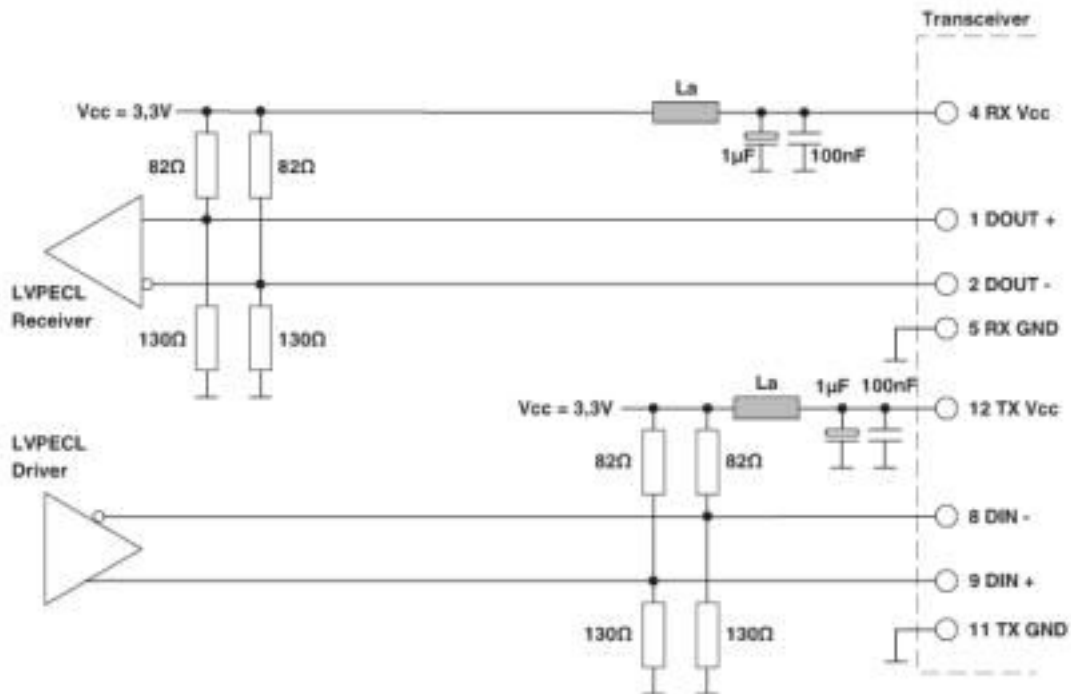 Transceiver
La
Vcc = 3,3V
4 RX Vcc
1µF
100nF
82Ω
82Ω
1 DOUT +
2 DOUT -
LVPECL
Receiver
5 RX GND
130Ω
130Ω
La
1µF
100nF
Vcc = 3,3V
12 TX Vcc
LVPECL
Driver
82Ω
82Ω
8 DIN -
9 DIN +
130Ω
130Ω
11 TX GND